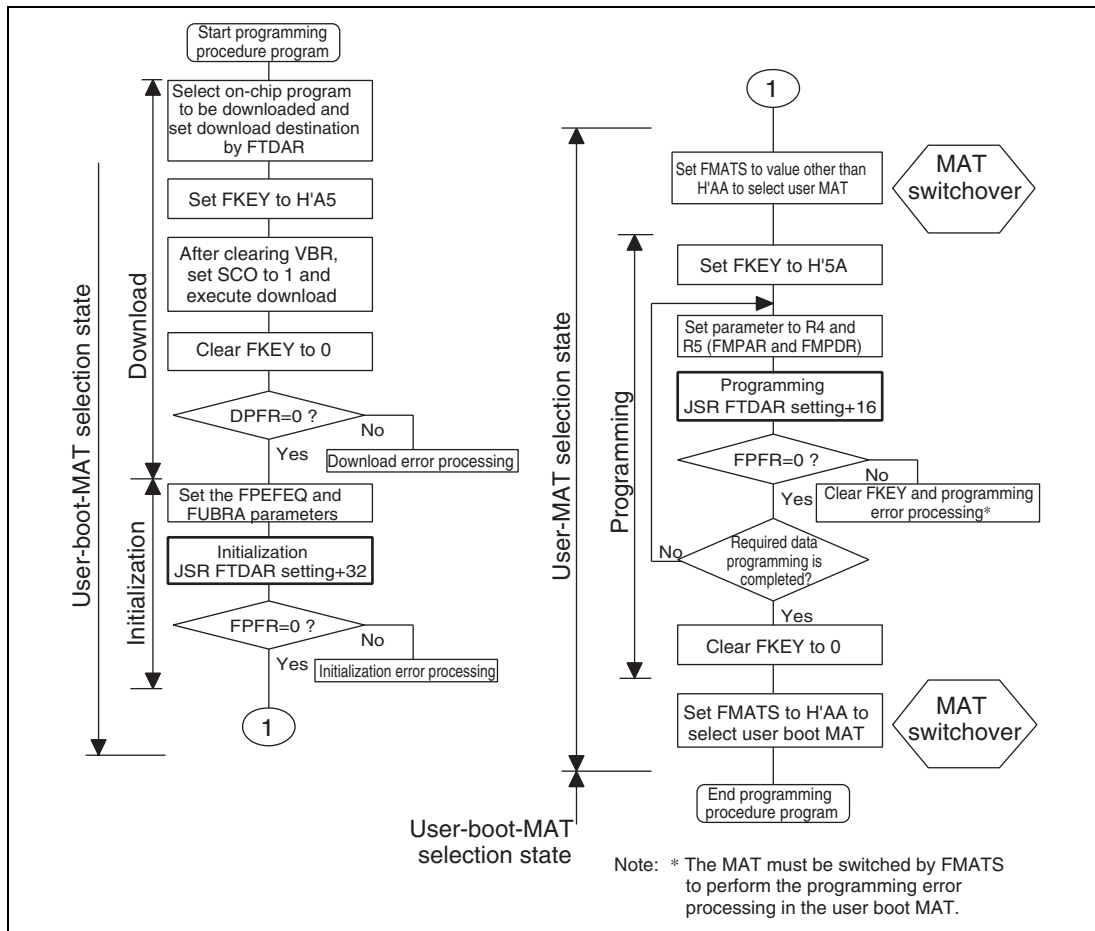 Start programming
procedure program
Select on-chip program
to be downloaded and
set download destination
by FTDAR
Set FKEY to H'A5
After clearing VBR,
set SCO to 1 and
execute download
Clear FKEY to 0
DPFR=0 ?
No
Yes
Download error processing
Set the FPEFEQ and
FUBRA parameters
Initialization
JSR FTDAR setting+32
FPFR=0 ?
No
Yes
Initialization error processing
1
Download
Initialization
User-boot-MAT selection state
1
Set FMATS to value other than
H'AA to select user MAT
MAT
switchover
Set FKEY to H'5A
Set parameter to R4 and
R5 (FMPAR and FMPDR)
Programming
JSR FTDAR setting+16
FPFR=0 ?
No
Yes
Clear FKEY and programming
error processing*
No
Required data
programming is
completed?
Yes
Clear FKEY to 0
Set FMATS to H'AA to
select user boot MAT
MAT
switchover
End programming
procedure program
Programming
User-MAT selection state
User-boot-MAT
selection state
Note: * The MAT must be switched by FMATS
to perform the programming error
processing in the user boot MAT.